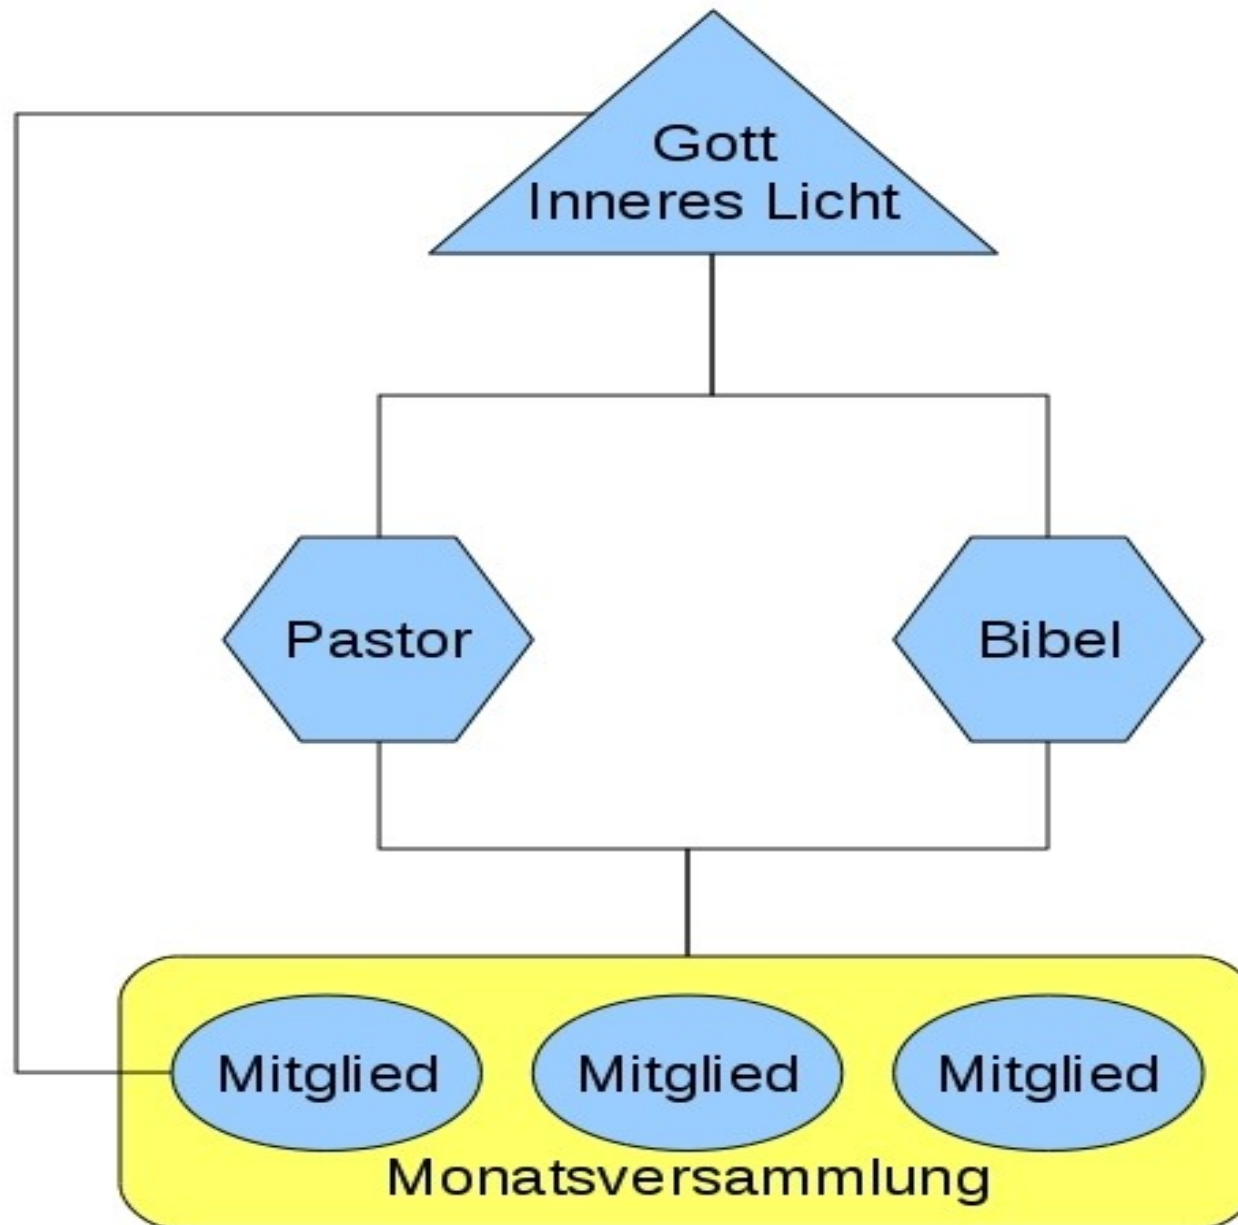 Gott
Inneres Licht
Pastor
Bibel
Mitglied
Mitglied
Mitglied
Monatsversammlung